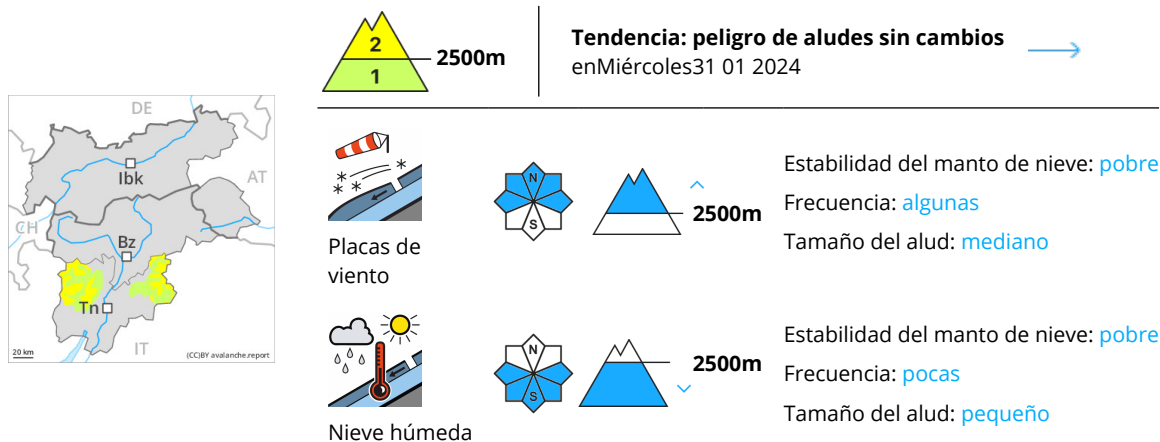 2
1
2500m
Tendencia: peligro de aludes sin cambios
enMiércoles31 01 2024
DE
Ibk
AT
CH
Bz
Tn
IT
20 km
(CC)BY avalanche.report
Placas de
viento
N
S
2500m
Estabilidad del manto de nieve: pobre
Frecuencia: algunas
Tamaño del alud: mediano
Nieve húmeda
N
S
2500m
Estabilidad del manto de nieve: pobre
Frecuencia: pocas
Tamaño del alud: pequeño